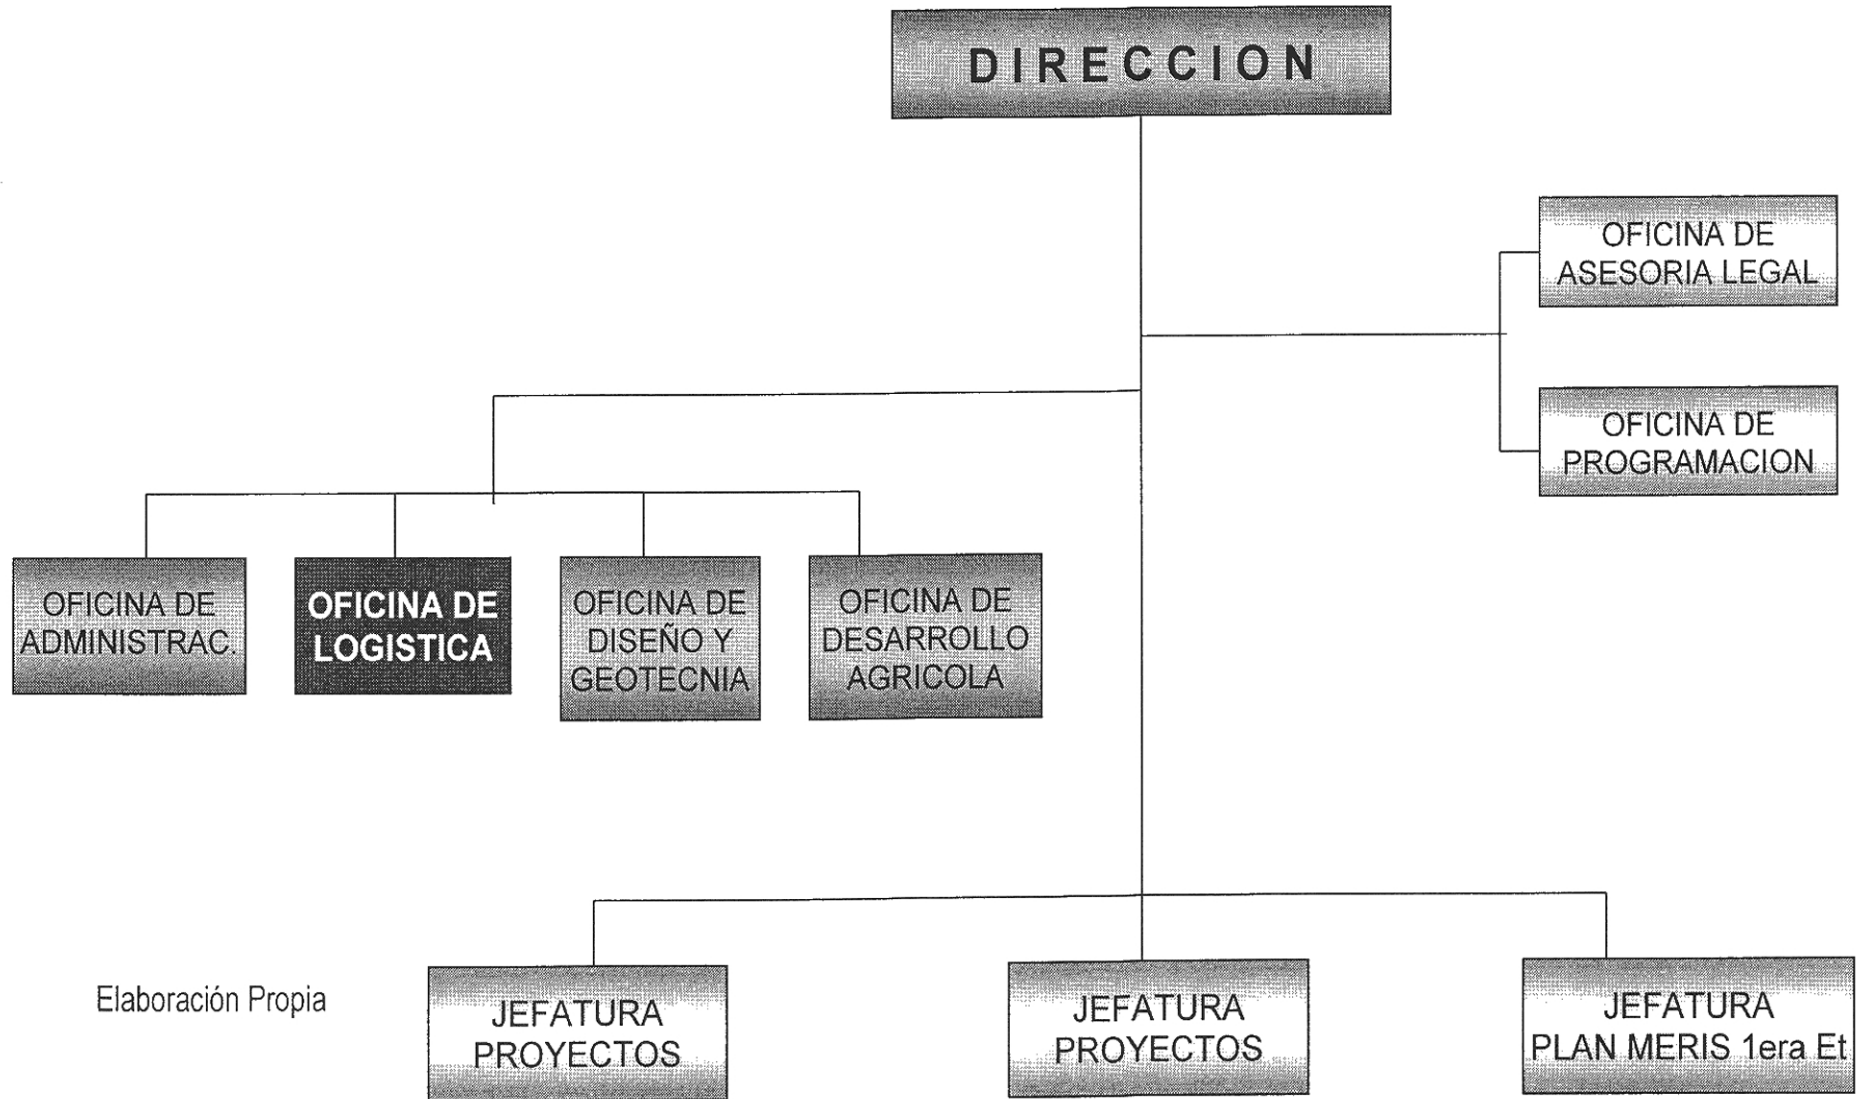 DIRECCION
OFICINA DE
ASESORIA LEGAL
OFICINA DE
PROGRAMACION
OFICINA DE
ADMINISTRAC.
OFICINA DE
LOGISTICA
OFICINA DE
DISEÑO Y
GEOTECNIA
OFICINA DE
DESARROLLO
AGRICOLA
Elaboración Propia
JEFATURA
PROYECTOS
JEFATURA
PROYECTOS
JEFATURA
PLAN MERIS 1era Et